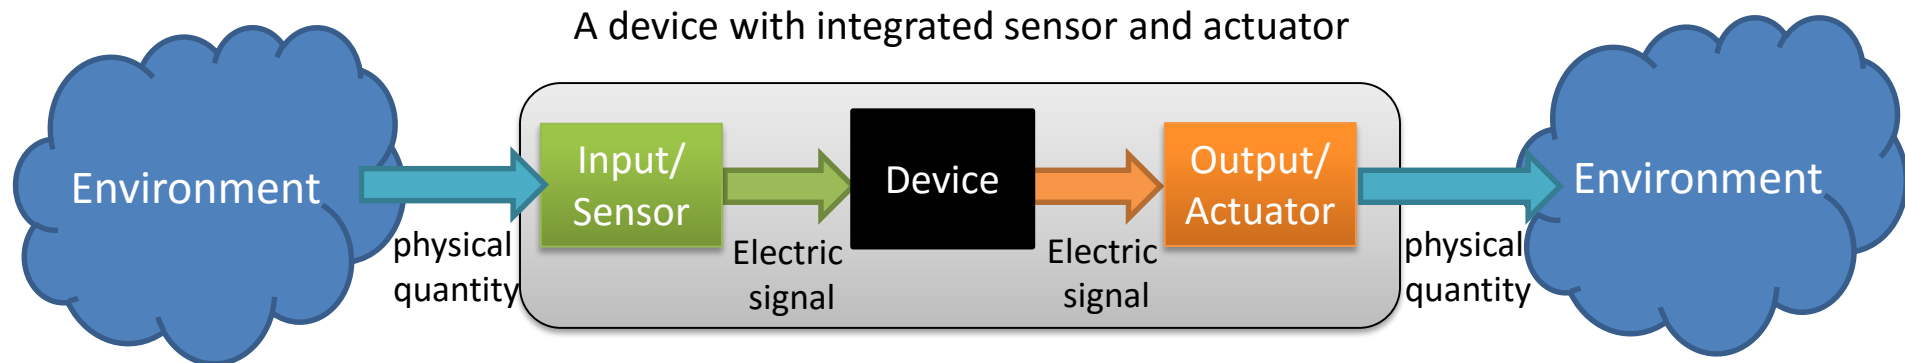 A device with integrated sensor and actuator
Environment
physical
quantity
Input/
Sensor
Electric
signal
Device
Electric
signal
Output/
Actuator
physical
quantity
Environment